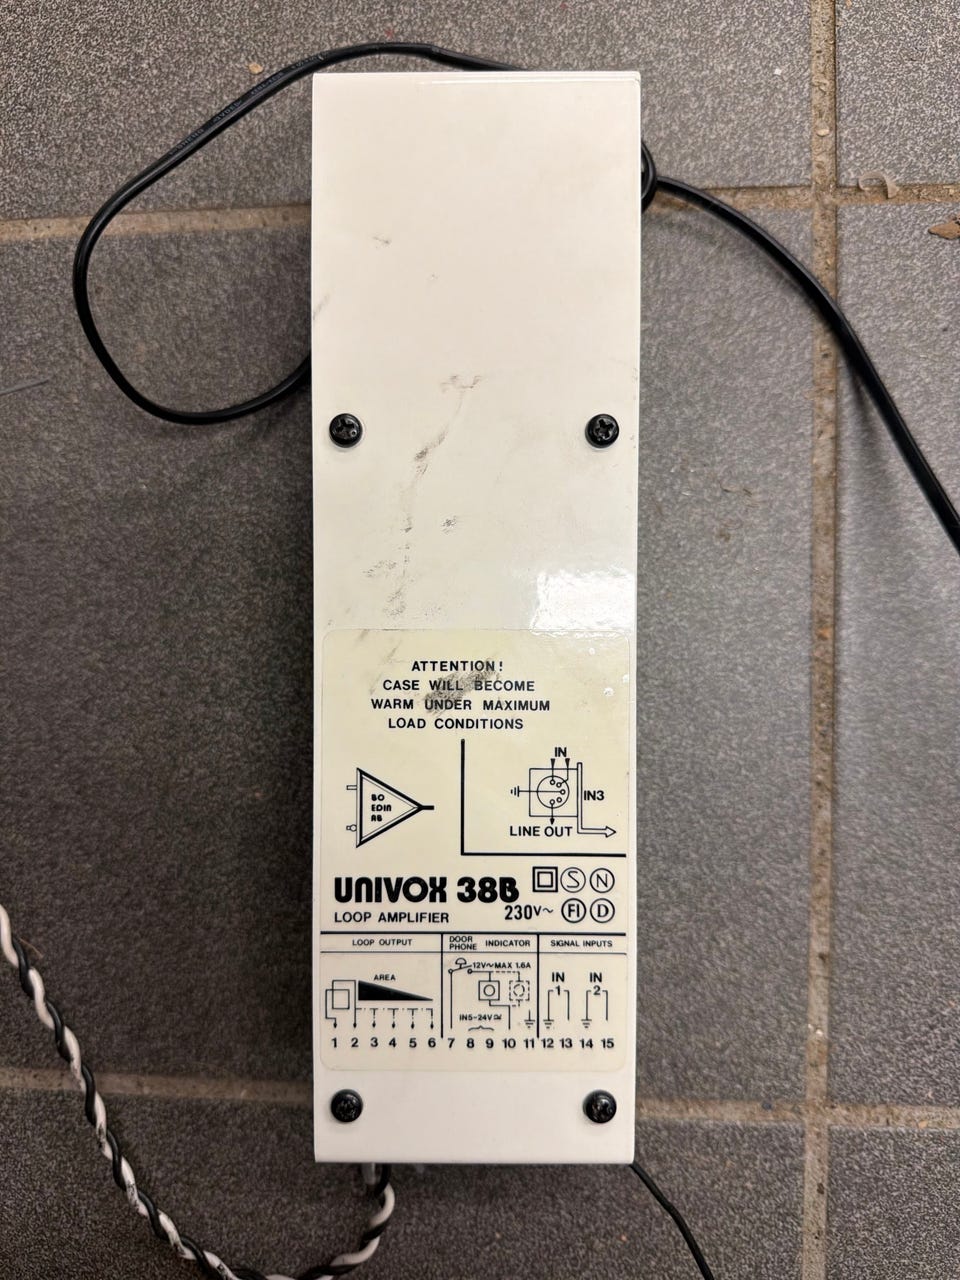 ATTENTION!
CASE WILL BECOME
WARM UNDER MAXIMUM
LOAD CONDITIONS
IN
IN3
LINE OUT
BO
EDIN
AB
UNIVOX 38B
S N
LOOP AMPLIFIER
230V~ FI D
LOOP OUTPUT
DOOR PHONE
INDICATOR
SIGNAL INPUTS
AREA
12V~MAX 1.6A
IN5-24V≃
IN 1
IN 2
1 2 3 4 5 6 7 8 9 10 11 12 13 14 15